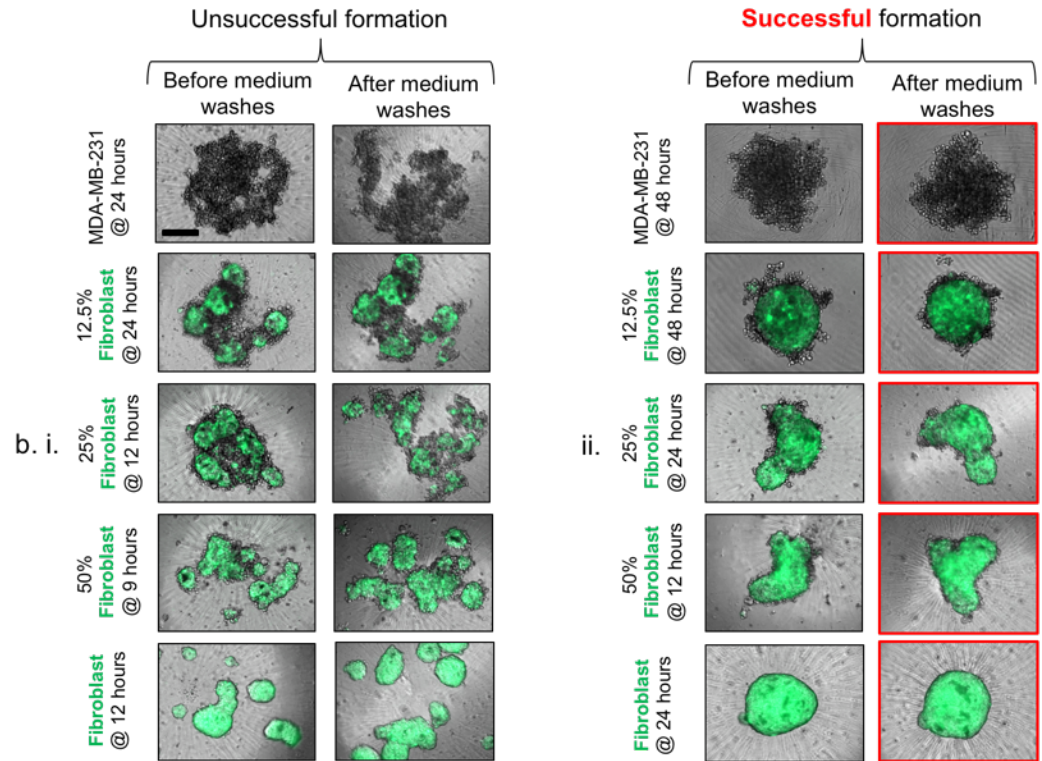 Unsuccessful formation
Before medium
washes
After medium
washes
MDA-MB-231
@ 24 hours
12.5%
Fibroblast
@ 24 hours
b. i.
25%
Fibroblast
@ 12 hours
50%
Fibroblast
@ 9 hours
Fibroblast
@ 12 hours
Successful formation
Before medium
washes
After medium
washes
MDA-MB-231
@ 48 hours
12.5%
Fibroblast
@ 48 hours
ii.
25%
Fibroblast
@ 24 hours
50%
Fibroblast
@ 12 hours
Fibroblast
@ 24 hours